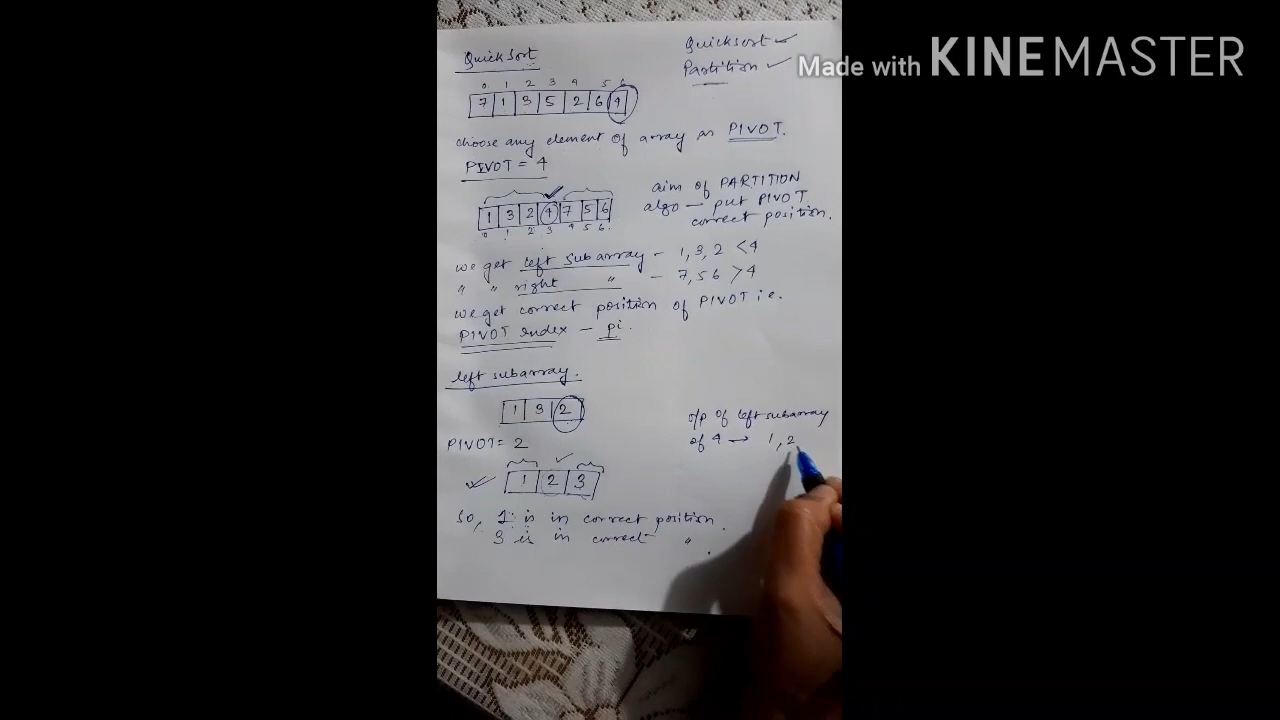 QuickSort
0 1 2 3 4 5 6
7 1 3 5 2 6 4
choose any element of array as PIVOT.
PIVOT = 4
1 3 2 4 7 5 6
0 1 2 3 4 5 6
we get left subarray - 1, 3, 2 < 4
" " right " - 7, 5 6 > 4
we get correct position of PIVOT i.e.
PIVOT index - pi.
left subarray.
1 3 2
PIVOT = 2
1 2 3
So, 1 is in correct position.
3 is in correct " .
Quicksort ✓
Partition ✓
aim of PARTITION
algo - put PIVOT
correct position.
o/p of left subarray
of 4 → 1, 2
Made with KINEMASTER